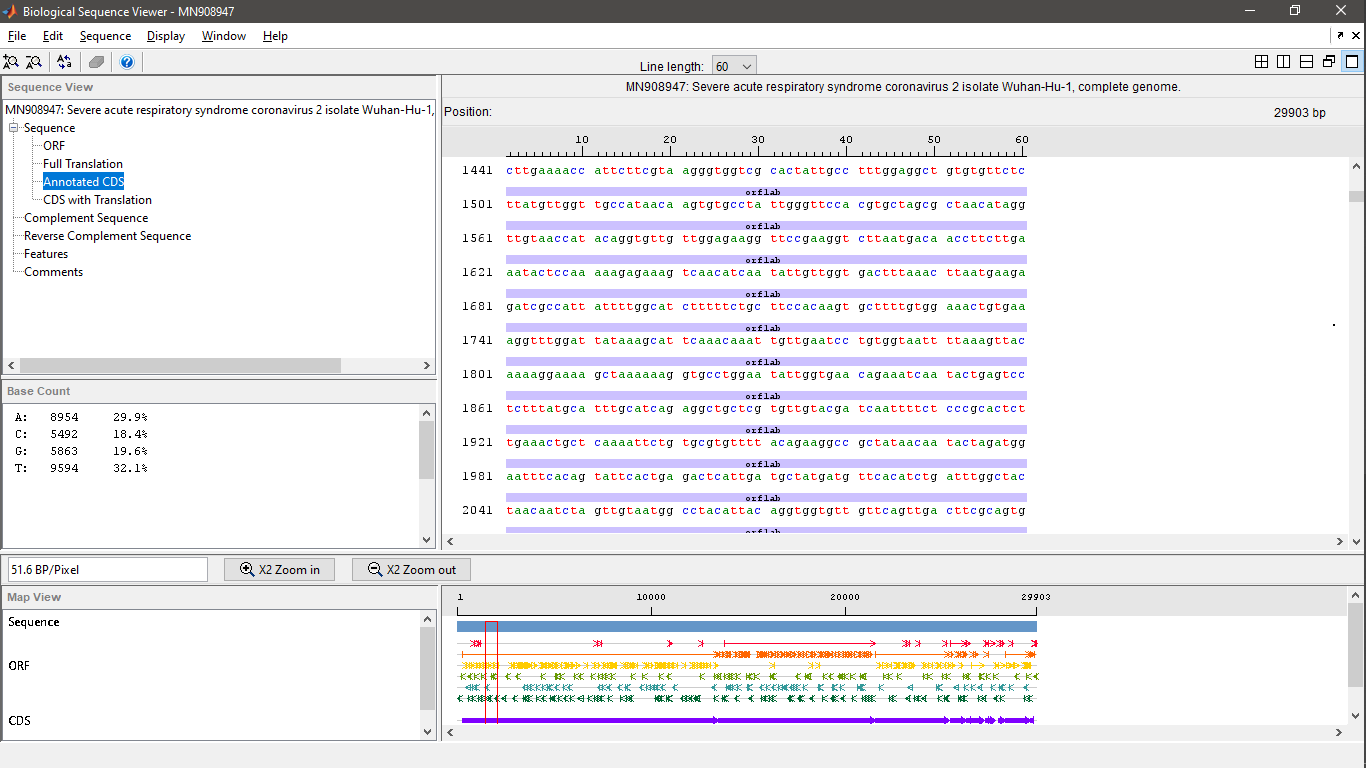 Biological Sequence Viewer - MN908947
File Edit Sequence Display Window Help
Line length: 60
Sequence View
MN908947: Severe acute respiratory syndrome coronavirus 2 isolate Wuhan-Hu-1,
Sequence
ORF
Full Translation
Annotated CDS
CDS with Translation
Complement Sequence
Reverse Complement Sequence
Features
Comments
Base Count
A: 8954 29.9%
C: 5492 18.4%
G: 5863 19.6%
T: 9594 32.1%
MN908947: Severe acute respiratory syndrome coronavirus 2 isolate Wuhan-Hu-1, complete genome.
Position: 29903 bp
10 20 30 40 50 60
1441 cttgaaaacc attcttcgta aggtggtcg cactattgcc tttggaggct gtgtgttctc
orf1ab
1501 ttatgttggt tgccataaca agtgtgccta ttgggttcca cgtgctagcg ctaacatagg
orf1ab
1561 ttgtaaccat acaggtgttg ttggagaagg ttccgaaggt cttaatgaca accttcttga
orf1ab
1621 aatactccaa aaagagaaag tcaacatcaa tattgttggt gactttaaac ttaatgaaga
orf1ab
1681 gatcgccatt attttggcat ctttttctgc ttccacaagt gcttttgtgg aaactgtgaa
orf1ab
1741 aggtttggat tataaagcat tcaaacaaat tgttgaatcc tgtggtaatt ttaaagttac
orf1ab
1801 aaaaggaaaa gctaaaaaag gtgcctggaa tattggtgaa cagaaatcaa tactgagtcc
orf1ab
1861 tctttatgca tttgcatcag aggctgctcg tgttgtacga tcaattttct cccgcactct
orf1ab
1921 tgaaactgct caaaattctg tgcgtgtttt acagaaggcc gctataacaa tactagatgg
orf1ab
1981 aatttcacag tattcactga gactcattga tgctatgatg ttcacatctg atttggctac
orf1ab
2041 taacaatcta gttgtaatgg cctacattac aggtggtgtt gttcagttga cttcgcagtg
51.6 BP/Pixel X2 Zoom in X2 Zoom out
Map View
1 10000 20000 29903
Sequence
ORF
CDS